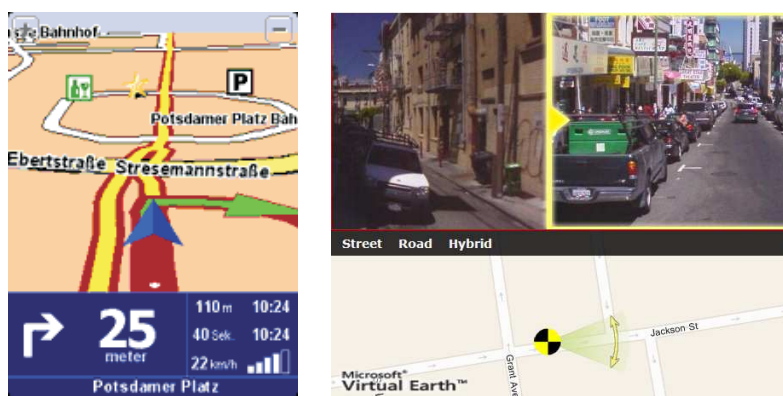 Bahnhof
P
Potsdamer Platz Bah
Ebertstraße Stresemannstraße
25
meter
110 m 10:24
40 Sek. 10:24
22 km/h
Potsdamer Platz
Street Road Hybrid
Jackson St
Grant Ave
Microsoft®
Virtual Earth™